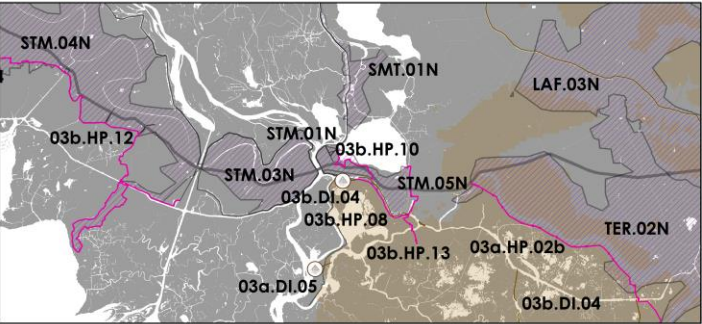 STM.04N
SMT.01N
LAF.03N
03b.HP.12
STM.01N
03b.HP.10
STM.03N
STM.05N
03b.DI.04
03b.HP.08
TER.02N
03b.HP.13
03a.HP.02b
03a.DI.05
03b.DI.04